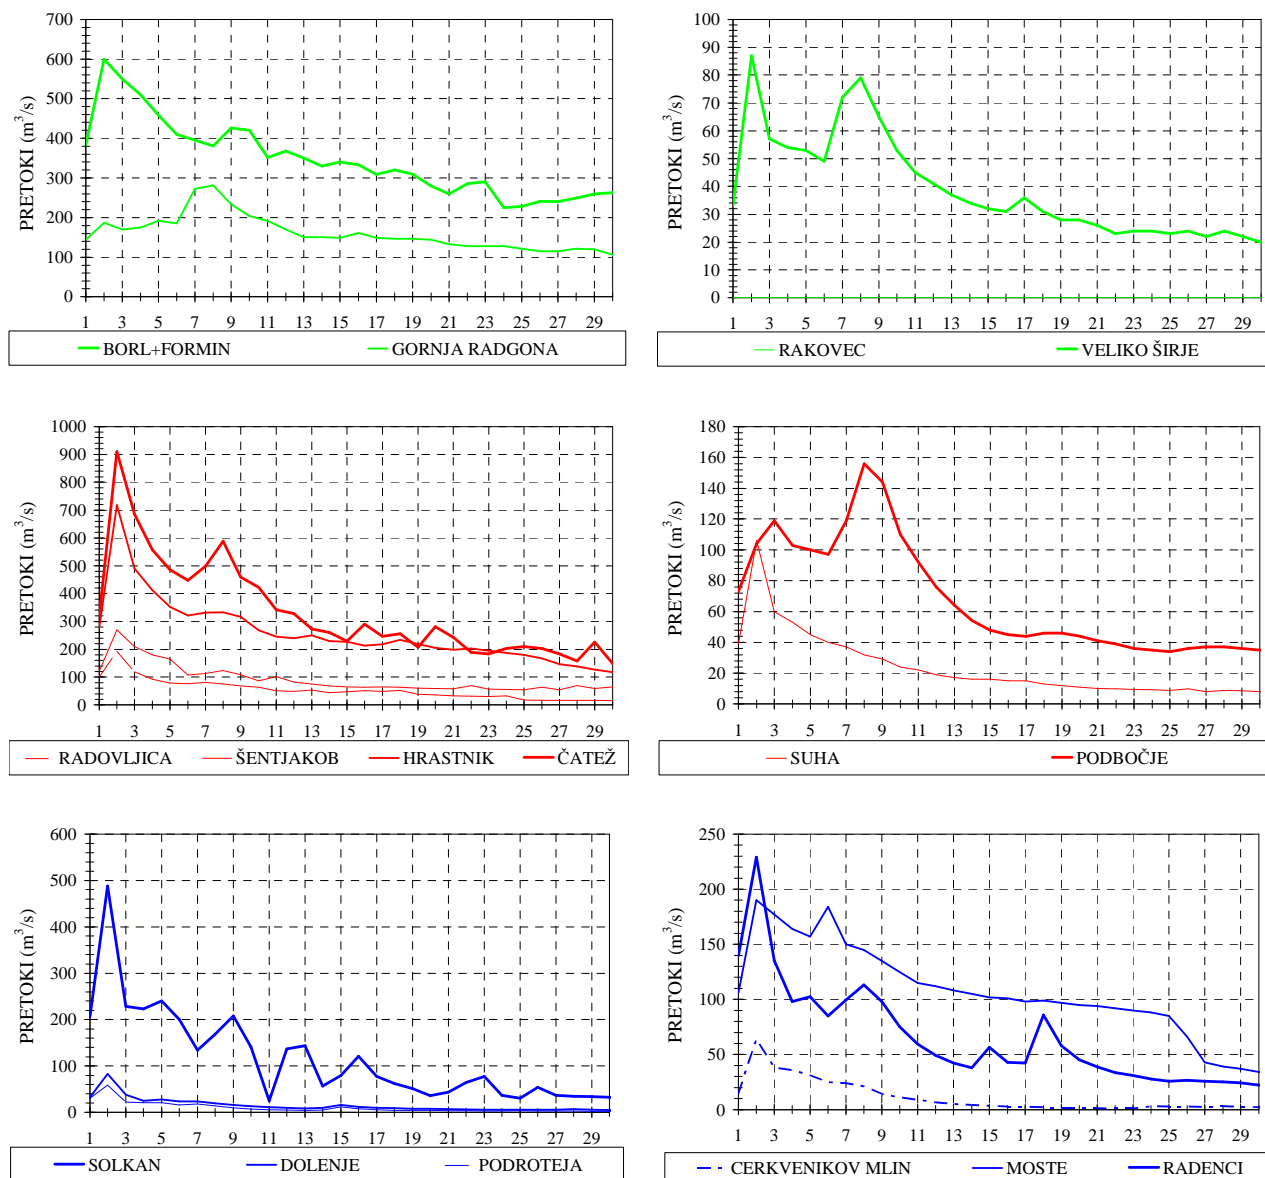 PRETOKI (m³/s)
700
600
500
400
300
200
100
0
1 3 5 7 9 11 13 15 17 19 21 23 25 27 29
BORL+FORMIN GORNJA RADGONA
PRETOKI (m³/s)
100
90
80
70
60
50
40
30
20
10
0
1 3 5 7 9 11 13 15 17 19 21 23 25 27 29
RAKOVEC VELIKO ŠIRJE
PRETOKI (m³/s)
1000
900
800
700
600
500
400
300
200
100
0
1 3 5 7 9 11 13 15 17 19 21 23 25 27 29
RADOVLJICA ŠENTJAKOB HRASTNIK ČATEŽ
PRETOKI (m³/s)
180
160
140
120
100
80
60
40
20
0
1 3 5 7 9 11 13 15 17 19 21 23 25 27 29
SUHA PODBOČJE
PRETOKI (m³/s)
600
500
400
300
200
100
0
1 3 5 7 9 11 13 15 17 19 21 23 25 27 29
SOLKAN DOLENJE PODROTEJA
PRETOKI (m³/s)
250
200
150
100
50
0
1 3 5 7 9 11 13 15 17 19 21 23 25 27 29
CERKVENIKOV MLIN MOSTE RADENCI